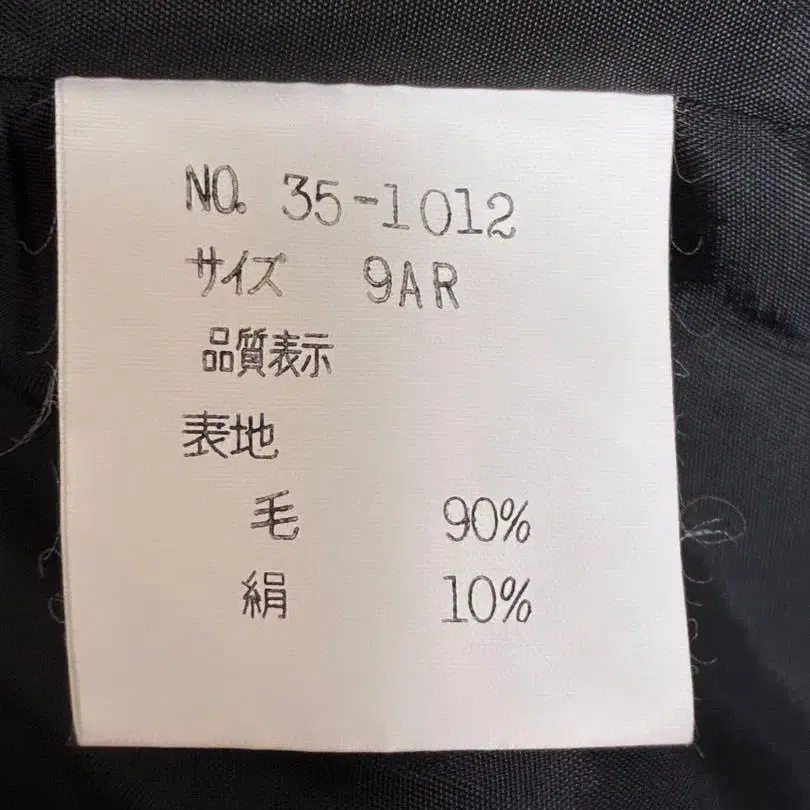 NO. 35-1012
サイズ 9AR
品質表示
表地
毛 90%
絹 10%